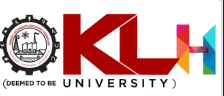 KLH
(DEEMED TO BE UNIVERSITY)